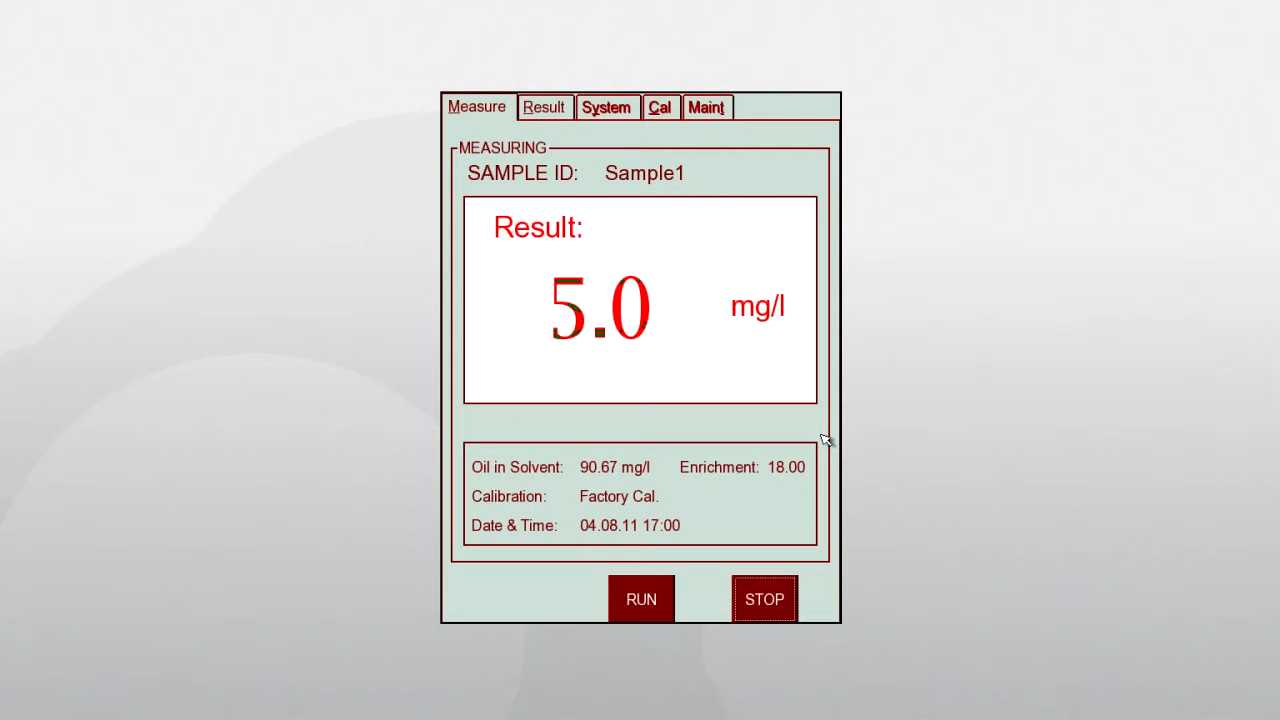 Measure Result System Cal Maint
MEASURING
SAMPLE ID: Sample1
Result:
5.0 mg/l
Oil in Solvent: 90.67 mg/l Enrichment: 18.00
Calibration: Factory Cal.
Date & Time: 04.08.11 17:00
RUN STOP